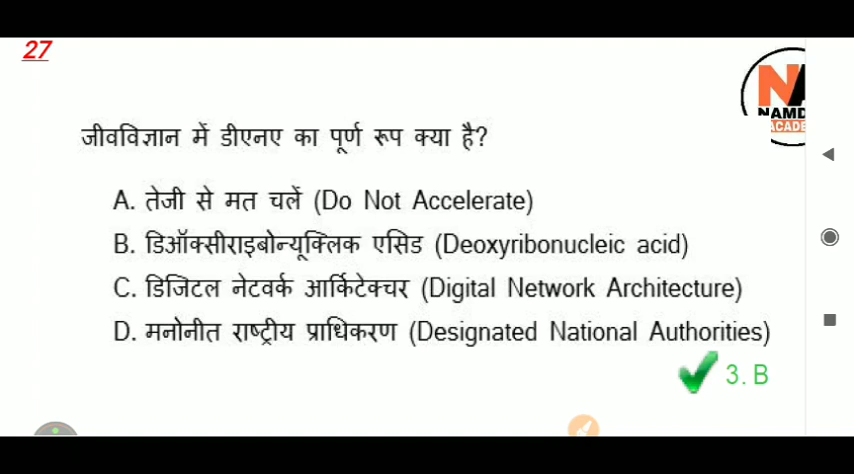 27
जीवविज्ञान में डीएनए का पूर्ण रूप क्या है?
A. तेजी से मत चलें (Do Not Accelerate)
B. डिऑक्सीराइबोन्यूक्लिक एसिड (Deoxyribonucleic acid)
C. डिजिटल नेटवर्क आर्किटेक्चर (Digital Network Architecture)
D. मनोनीत राष्ट्रीय प्राधिकरण (Designated National Authorities)
3. B